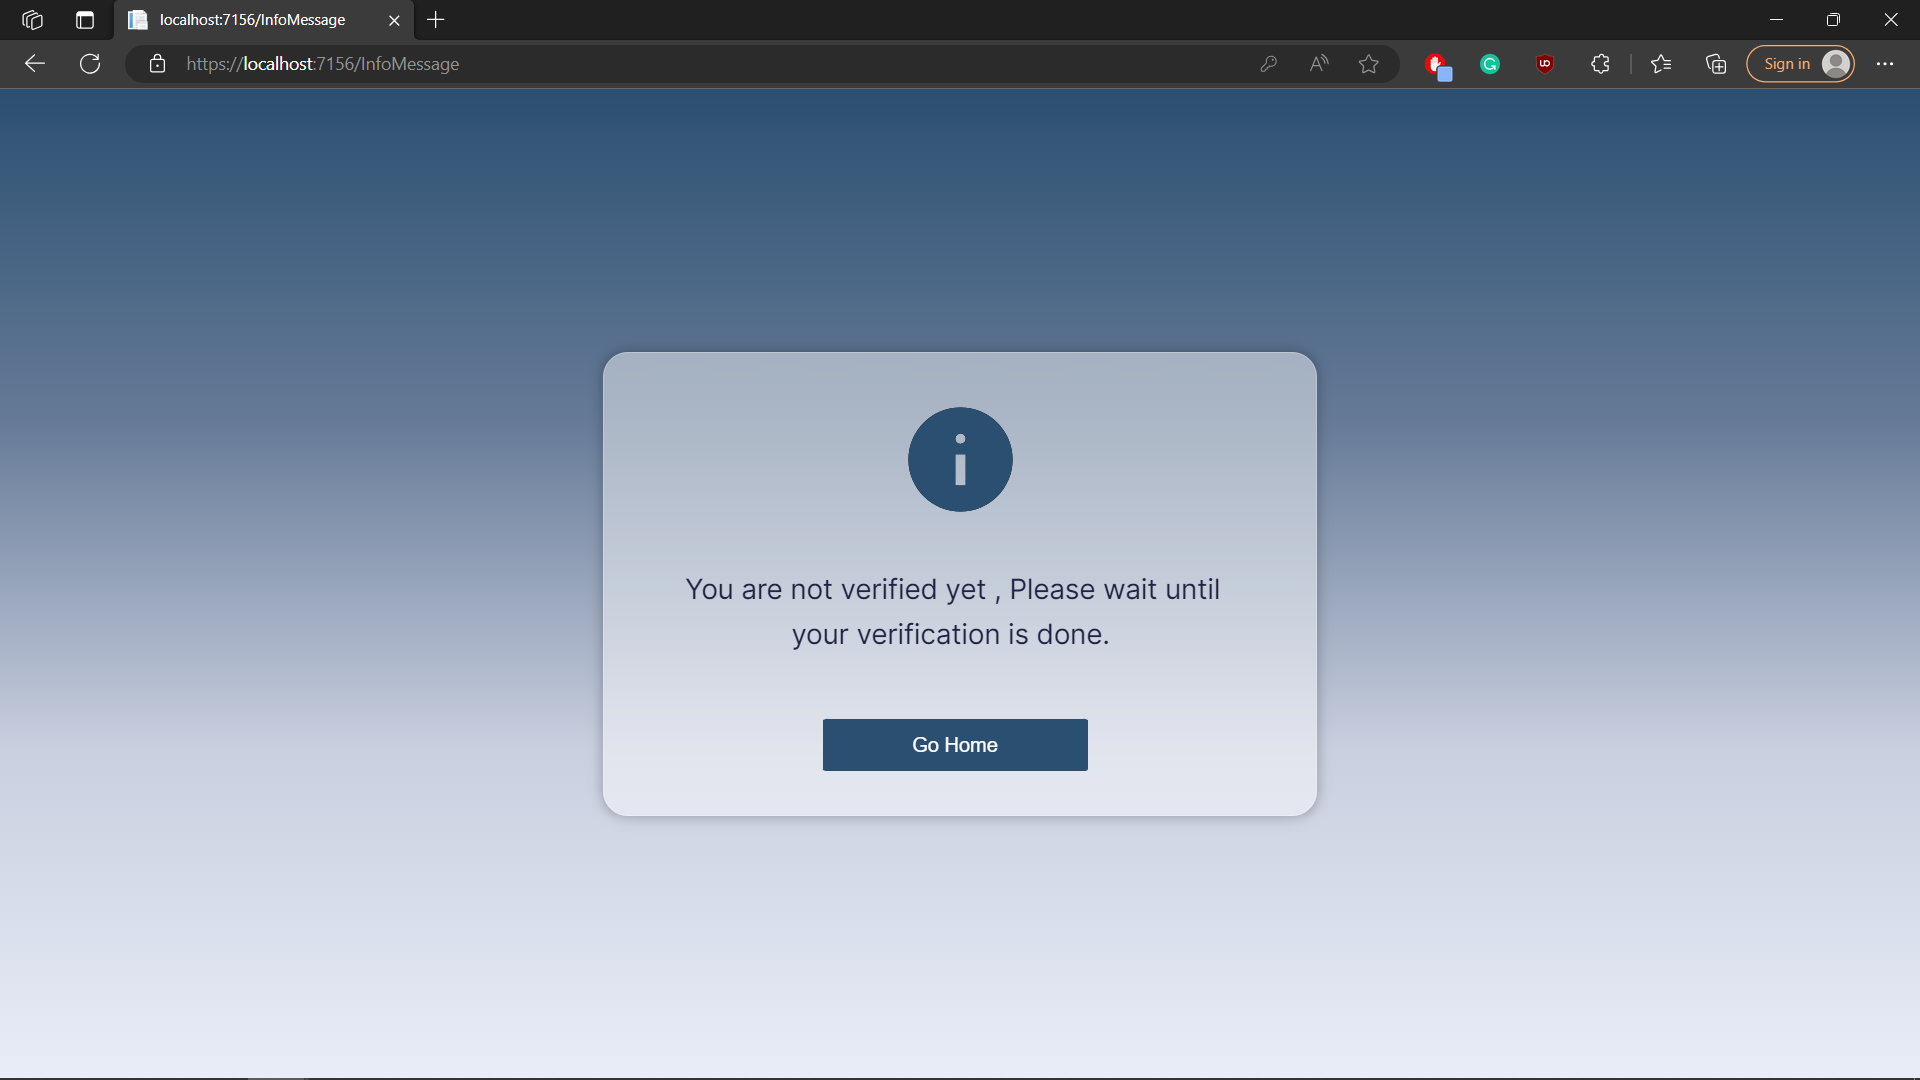 localhost:7156/InfoMessage
https://localhost:7156/InfoMessage
Sign in
You are not verified yet , Please wait until
your verification is done.
Go Home